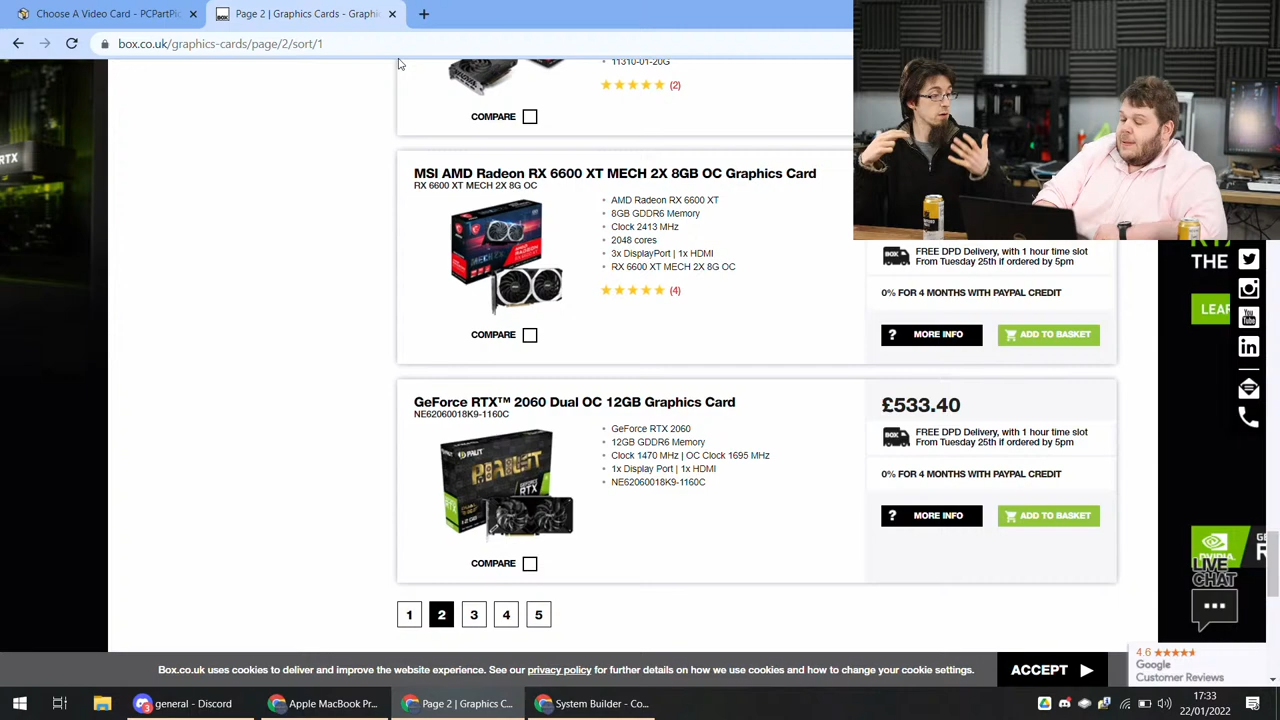 Choose A Video Card - PCPartPic
Page 2 | Graphics Cards - Graphi
box.co.uk/graphics-cards/page/2/sort/1
RTX
11310-01-20G
(2)
COMPARE
MSI AMD Radeon RX 6600 XT MECH 2X 8GB OC Graphics Card
RX 6600 XT MECH 2X 8G OC
AMD Radeon RX 6600 XT
8GB GDDR6 Memory
Clock 2413 MHz
2048 cores
3x DisplayPort | 1x HDMI
RX 6600 XT MECH 2X 8G OC
(4)
COMPARE
BOX
FREE DPD Delivery, with 1 hour time slot
From Tuesday 25th if ordered by 5pm
0% FOR 4 MONTHS WITH PAYPAL CREDIT
? MORE INFO
ADD TO BASKET
THE
LEAR
GeForce RTX™ 2060 Dual OC 12GB Graphics Card
NE62060018K9-1160C
GeForce RTX 2060
12GB GDDR6 Memory
Clock 1470 MHz | OC Clock 1695 MHz
1x Display Port | 1x HDMI
NE62060018K9-1160C
PALIT
COMPARE
£533.40
BOX
FREE DPD Delivery, with 1 hour time slot
From Tuesday 25th if ordered by 5pm
0% FOR 4 MONTHS WITH PAYPAL CREDIT
? MORE INFO
ADD TO BASKET
NVIDIA
LIVE
CHAT
1 2 3 4 5
Box.co.uk uses cookies to deliver and improve the website experience. See our privacy policy for further details on how we use cookies and how to change your cookie settings.
ACCEPT
4.6
Google
Customer Reviews
general - Discord
Apple MacBook Pr...
Page 2 | Graphics C...
System Builder - Co...
17:33
22/01/2022